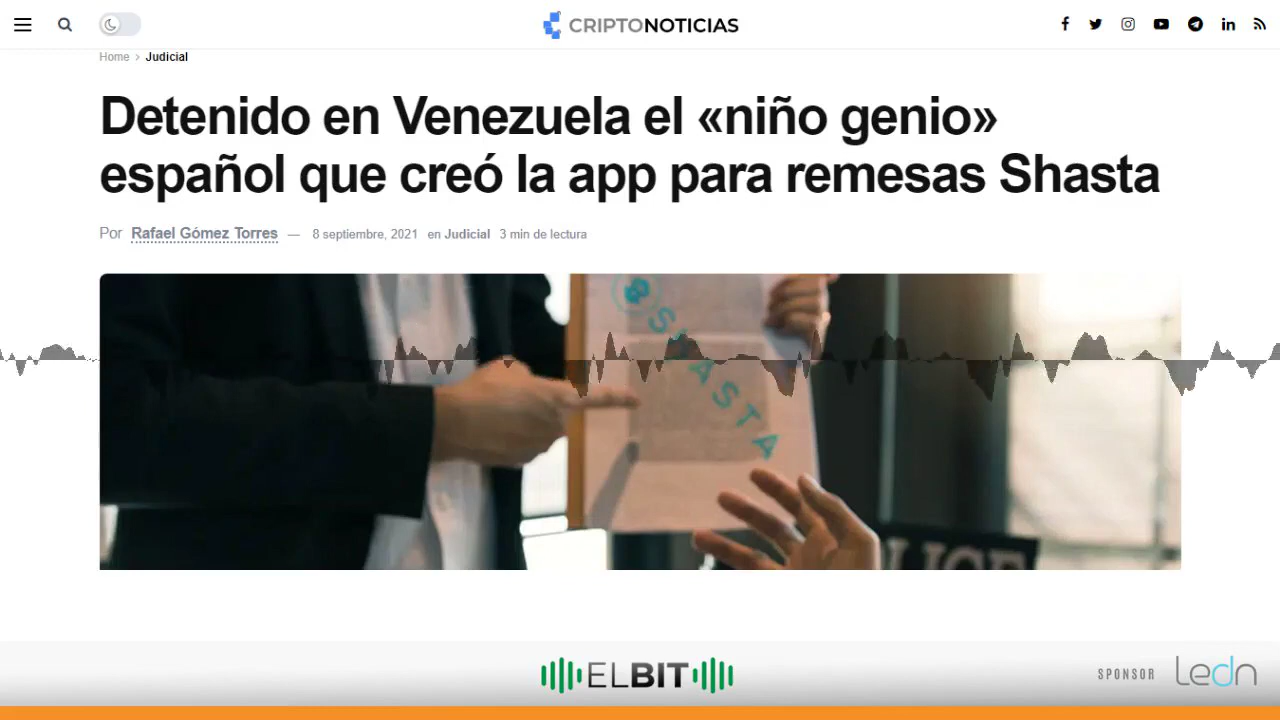 CRIPTONOTICIAS
Home > Judicial
Detenido en Venezuela el «niño genio»
español que creó la app para remesas Shasta
Por Rafael Gómez Torres — 8 septiembre, 2021 en Judicial 3 min de lectura
SHASTA
ELBIT
SPONSOR ledn